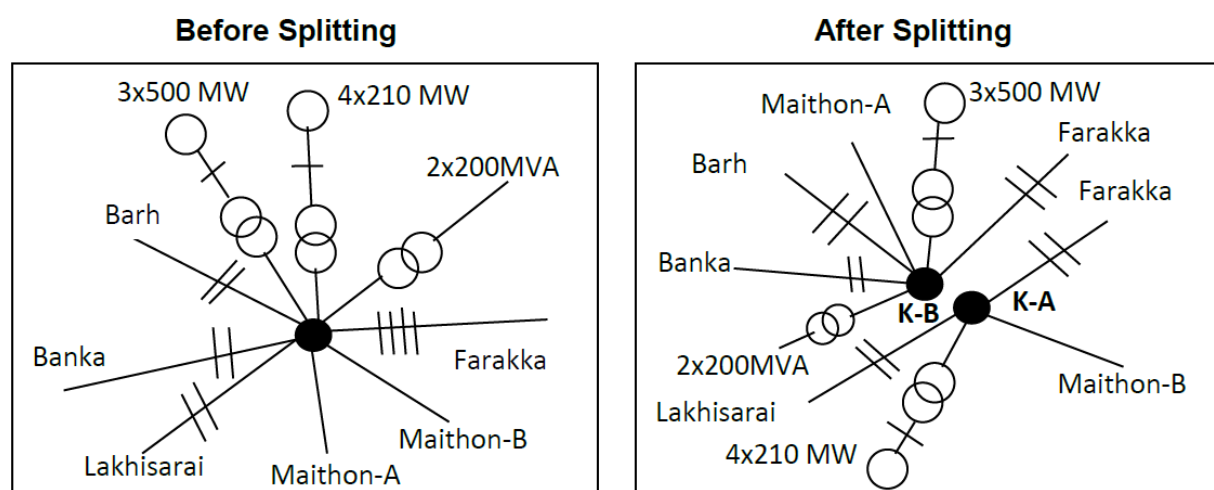 Before Splitting
3x500 MW
4x210 MW
2x200MVA
Barh
Banka
Farakka
Lakhisarai
Maithon-A
Maithon-B
After Splitting
3x500 MW
Maithon-A
Farakka
Barh
Farakka
Banka
K-B
K-A
2x200MVA
Maithon-B
Lakhisarai
4x210 MW